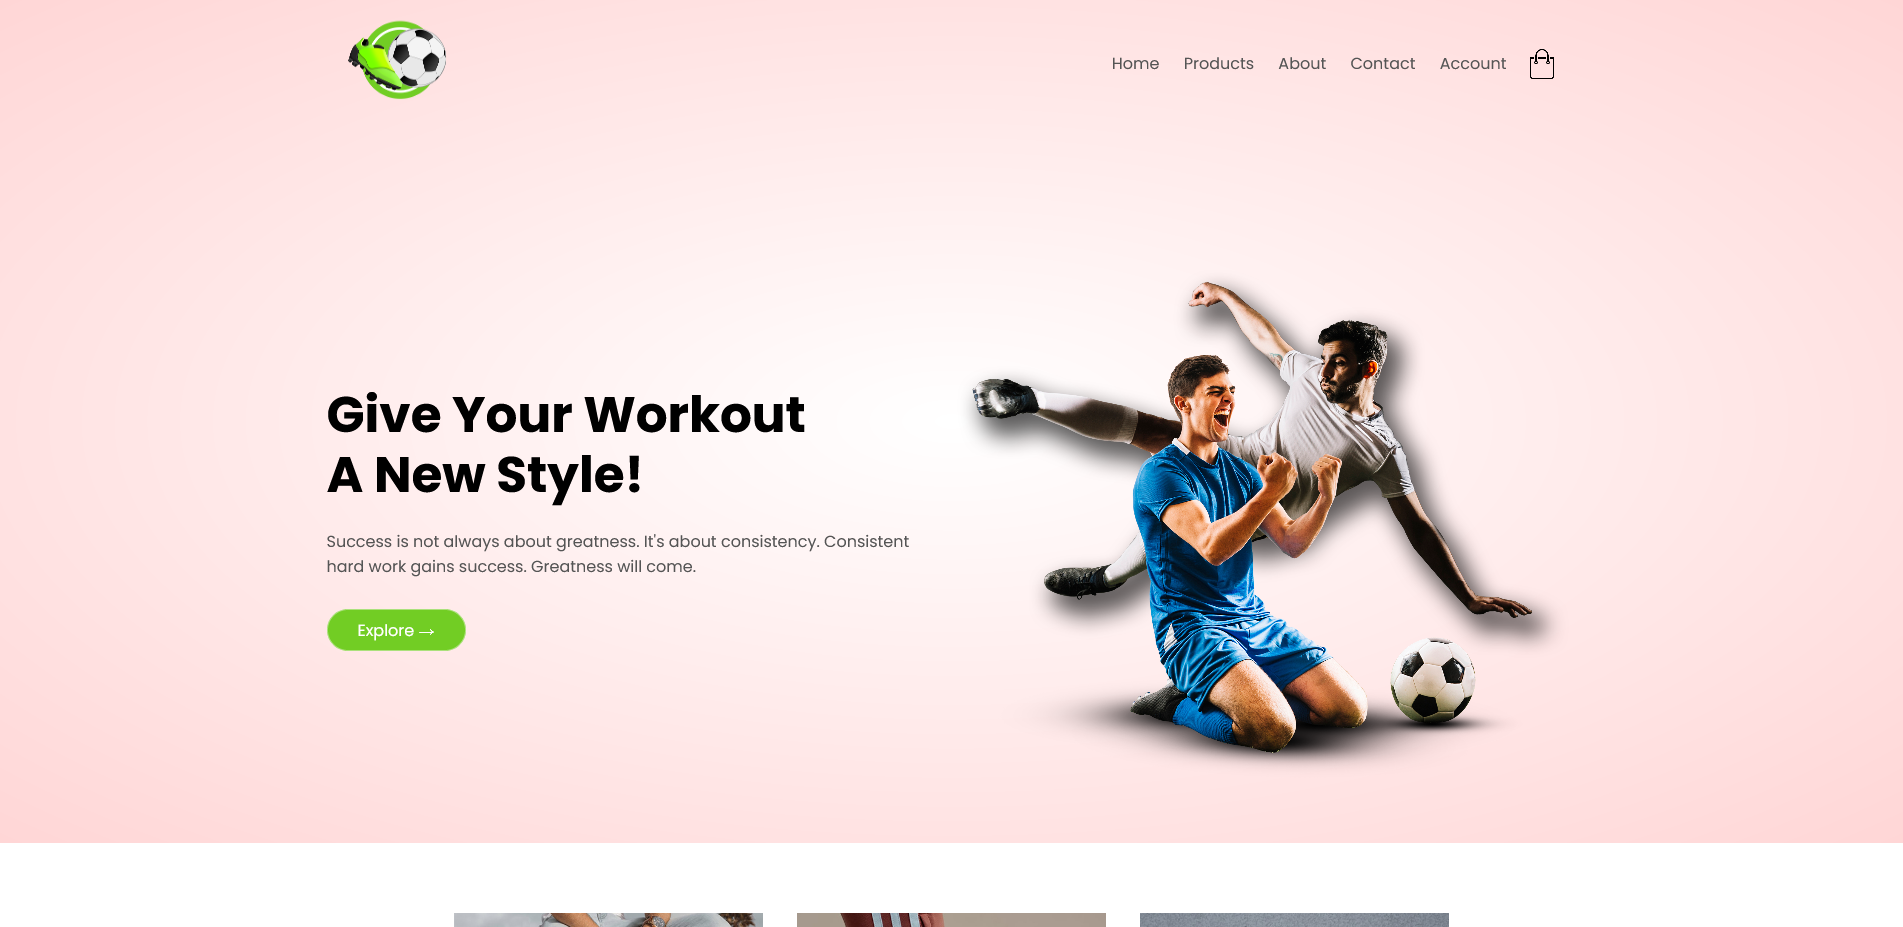 Home Products About Contact Account
Give Your Workout
A New Style!
Success is not always about greatness. It's about consistency. Consistent
hard work gains success. Greatness will come.
Explore →